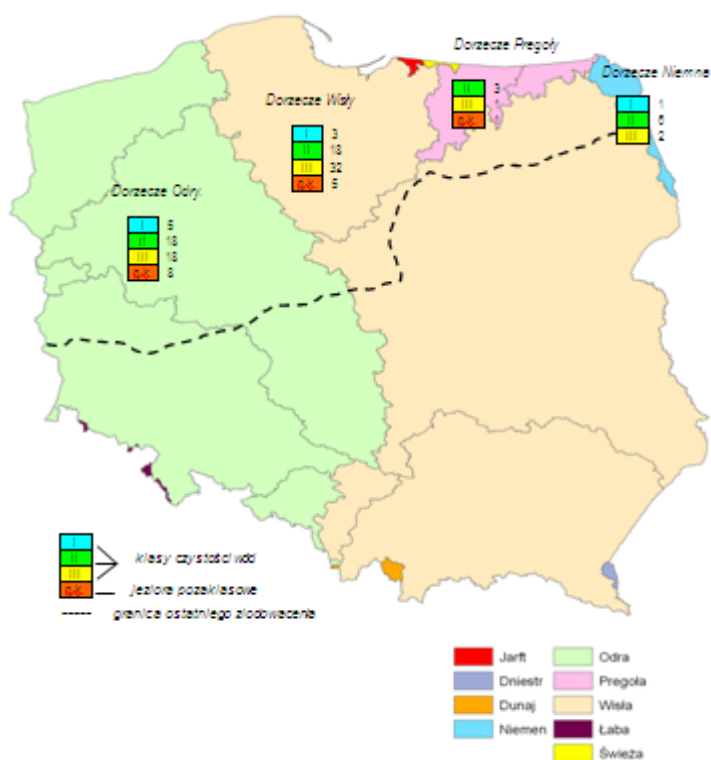 Dorzecze Pregoły
Dorzecze Niemna
Dorzecze Wisły
II 3
III 1
I 1
II 6
III 2
I 3
II 18
III 32
5
Dorzecze Odry.
I 5
II 18
III 18
8
I
II
III
klasy czystości wód
jeziora pozaklasowe
granica ostatniego zlodowacenia
Jarft
Odra
Dniestr
Pregoła
Dunaj
Wisła
Niemen
Łaba
Świeża